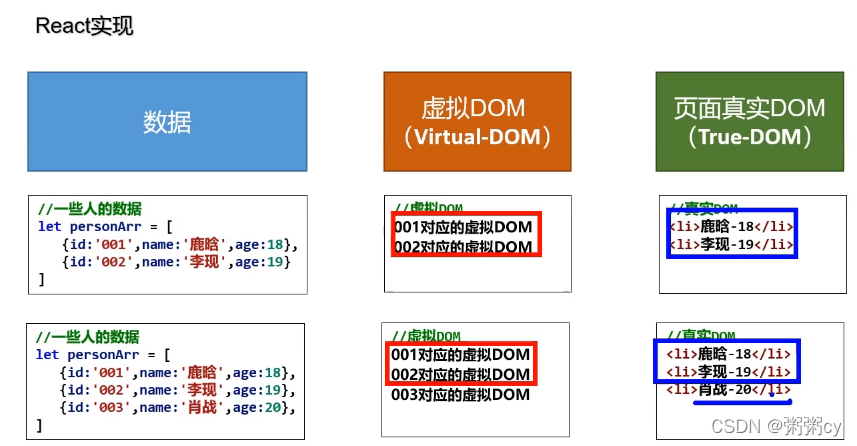 React实现
数据
虚拟DOM
（Virtual-DOM）
页面真实DOM
（True-DOM）
//一些人的数据
let personArr = [
{id:'001',name:'鹿晗',age:18},
{id:'002',name:'李现',age:19}
]
//虚拟DOM
001对应的虚拟DOM
002对应的虚拟DOM
//真实DOM
<li>鹿晗-18</li>
<li>李现-19</li>
//一些人的数据
let personArr = [
{id:'001',name:'鹿晗',age:18},
{id:'002',name:'李现',age:19},
{id:'003',name:'肖战',age:20},
]
//虚拟DOM
001对应的虚拟DOM
002对应的虚拟DOM
003对应的虚拟DOM
//真实DOM
<li>鹿晗-18</li>
<li>李现-19</li>
<li>肖战-20</li>
CSDN @粥粥cy